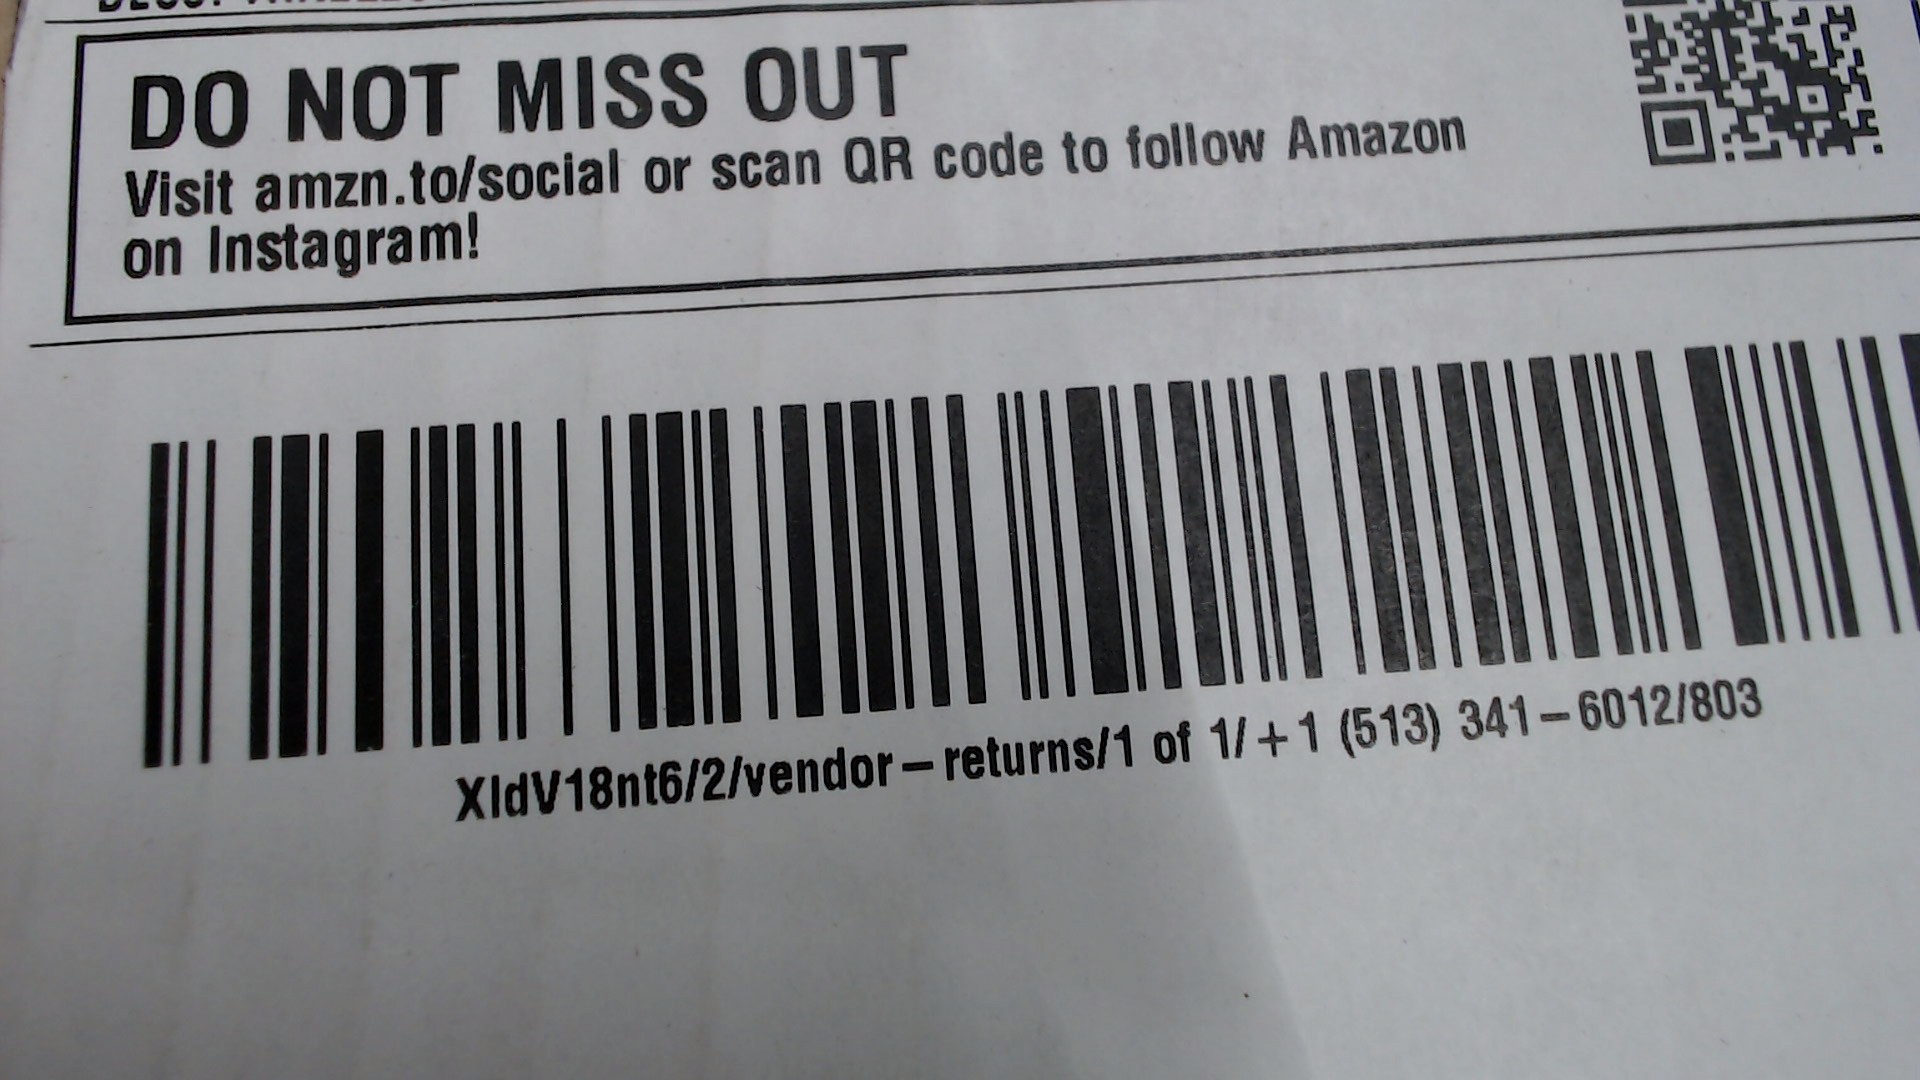 DO NOT MISS OUT
Visit amzn.to/social or scan QR code to follow Amazon
on Instagram!
XldV18nt6/2/vendor-returns/1 of 1/+1 (513) 341-6012/803